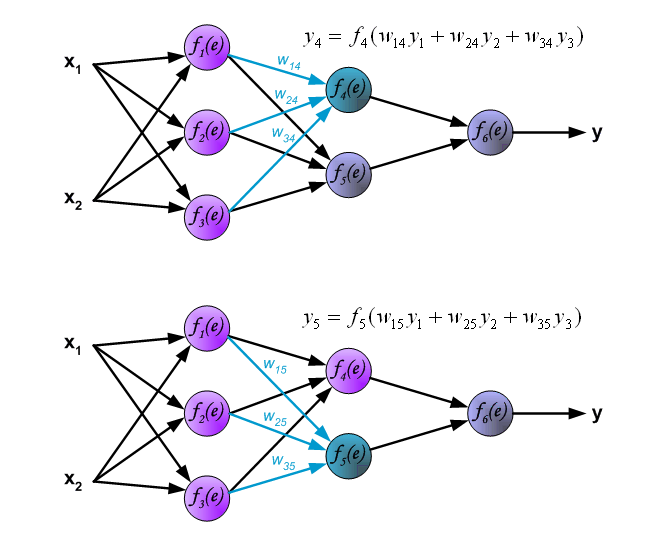 f₁(e) y₄ = f₄(w₁₄y₁ + w₂₄y₂ + w₃₄y₃)
x₁ w₁₄
f₄(e)
w₂₄
f₂(e) w₃₄ f₆(e) y
f₅(e)
x₂
f₃(e)
f₁(e) y₅ = f₅(w₁₅y₁ + w₂₅y₂ + w₃₅y₃)
x₁
w₁₅ f₄(e)
f₂(e) w₂₅ f₆(e) y
f₅(e)
w₃₅
x₂
f₃(e)